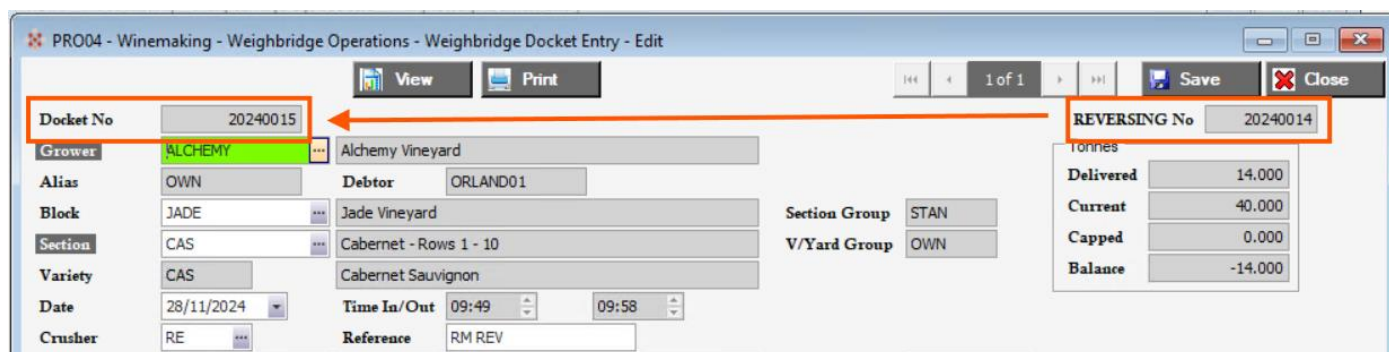 PRO04 - Winemaking - Weighbridge Operations - Weighbridge Docket Entry - Edit
View Print 1 of 1 Save Close
Docket No 20240015 REVERSING No 20240014
Grower ALCHEMY ... Alchemy Vineyard Tonnes
Alias OWN Debtor ORLAND01 Delivered 14.000
Block JADE ... Jade Vineyard Section Group STAN Current 40.000
Section CAS ... Cabernet - Rows 1 - 10 V/Yard Group OWN Capped 0.000
Variety CAS Cabernet Sauvignon Balance -14.000
Date 28/11/2024 Time In/Out 09:49 09:58
Crusher RE ... Reference RM REV